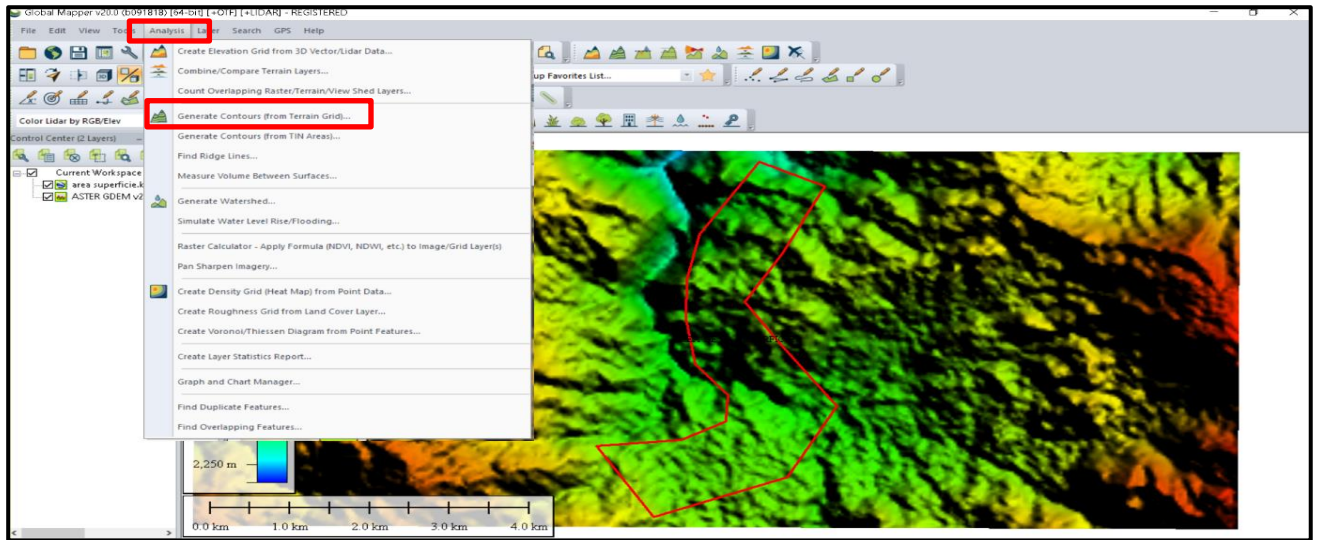 Global Mapper v20.0 (b091818) [64-bit] [+OTF] [+LIDAR] - REGISTERED
File Edit View Tools Analysis Layer Search GPS Help
Create Elevation Grid from 3D Vector/Lidar Data...
Combine/Compare Terrain Layers...
up Favorites List...
Count Overlapping Raster/Terrain/View Shed Layers...
Color Lidar by RGB/Elev
Generate Contours (from Terrain Grid)...
Control Center (2 Layers)
Generate Contours (from TIN Areas)...
Find Ridge Lines...
Current Workspace
Measure Volume Between Surfaces...
area superficie.k
ASTER GDEM v2
Generate Watershed...
Simulate Water Level Rise/Flooding...
Raster Calculator - Apply Formula (NDVI, NDWI, etc.) to Image/Grid Layer(s)
Pan Sharpen Imagery...
Create Density Grid (Heat Map) from Point Data...
Create Roughness Grid from Land Cover Layer...
Create Voronoi/Thiessen Diagram from Point Features...
Create Layer Statistics Report...
Graph and Chart Manager...
Find Duplicate Features...
Find Overlapping Features...
2,250 m
0.0 km 1.0 km 2.0 km 3.0 km 4.0 km